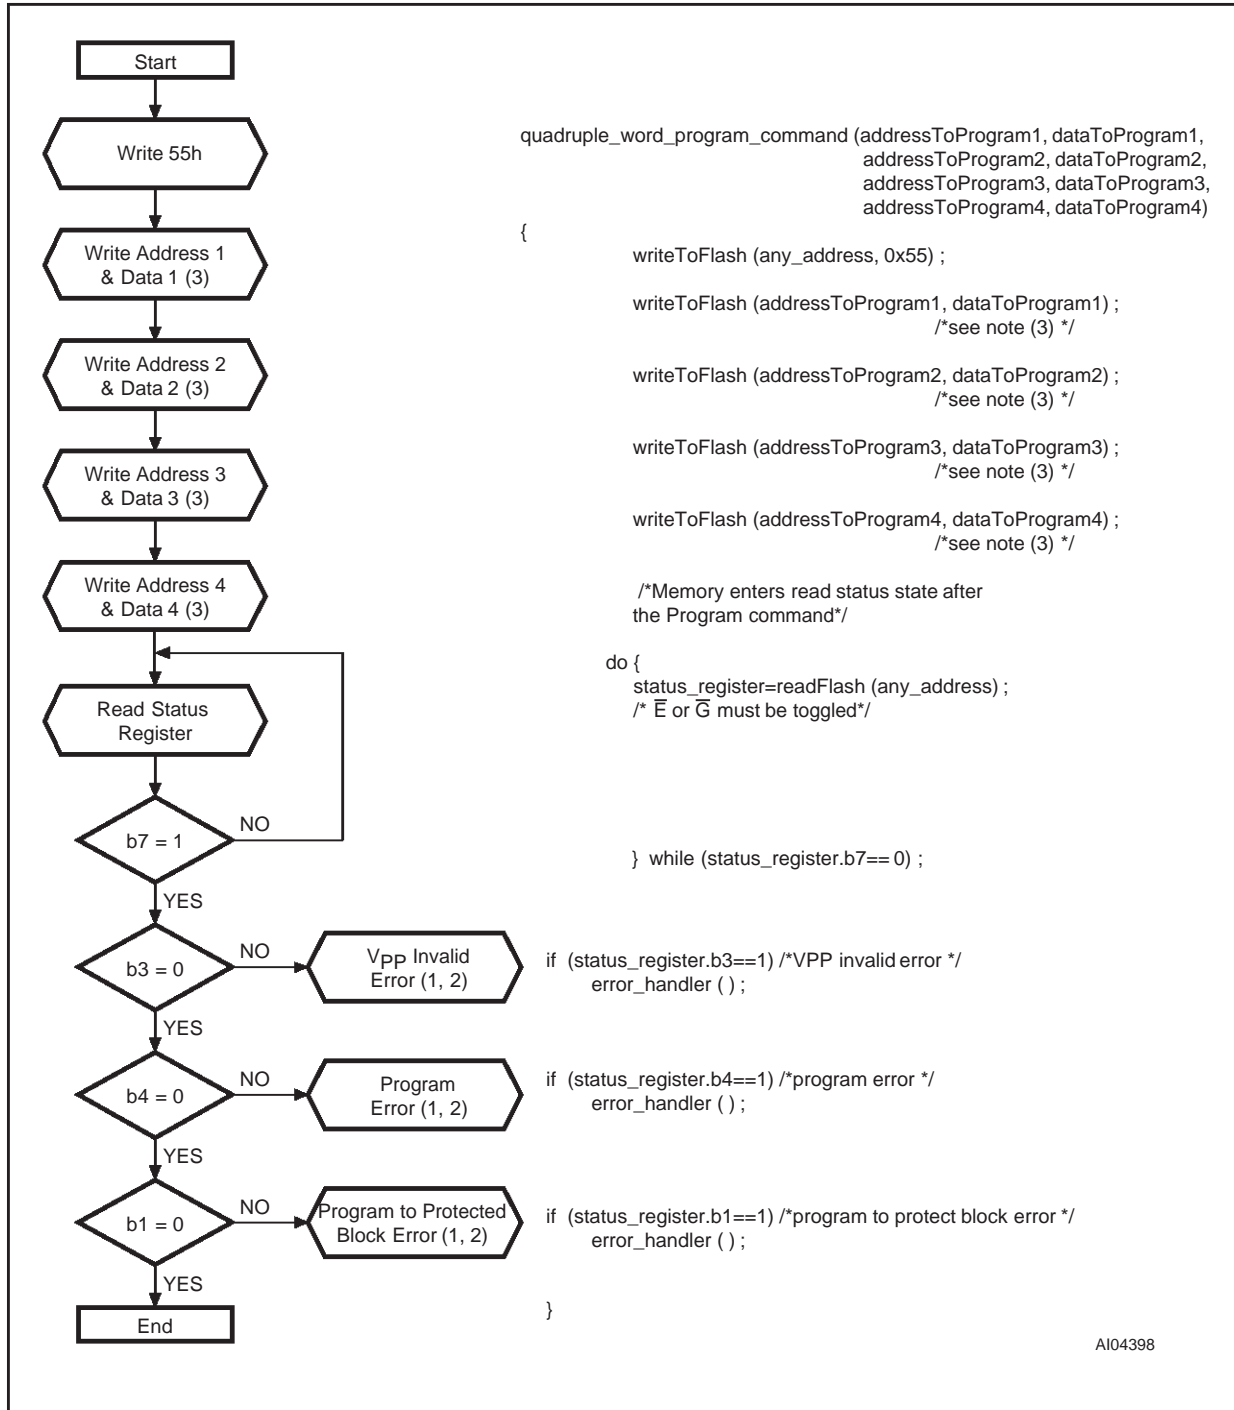 Start
Write 55h
Write Address 1
& Data 1 (3)
Write Address 2
& Data 2 (3)
Write Address 3
& Data 3 (3)
Write Address 4
& Data 4 (3)
Read Status
Register
b7 = 1
NO
YES
b3 = 0
NO
VPP Invalid
Error (1, 2)
YES
b4 = 0
NO
Program
Error (1, 2)
YES
b1 = 0
NO
Program to Protected
Block Error (1, 2)
YES
End
quadruple_word_program_command (addressToProgram1, dataToProgram1,
addressToProgram2, dataToProgram2,
addressToProgram3, dataToProgram3,
addressToProgram4, dataToProgram4)
{
writeToFlash (any_address, 0x55) ;
writeToFlash (addressToProgram1, dataToProgram1) ;
/*see note (3) */
writeToFlash (addressToProgram2, dataToProgram2) ;
/*see note (3) */
writeToFlash (addressToProgram3, dataToProgram3) ;
/*see note (3) */
writeToFlash (addressToProgram4, dataToProgram4) ;
/*see note (3) */
/*Memory enters read status state after
the Program command*/
do {
status_register=readFlash (any_address) ;
/* E̅ or G̅ must be toggled*/
} while (status_register.b7== 0) ;
if (status_register.b3==1) /*VPP invalid error */
error_handler ( ) ;
if (status_register.b4==1) /*program error */
error_handler ( ) ;
if (status_register.b1==1) /*program to protect block error */
error_handler ( ) ;
}
AI04398